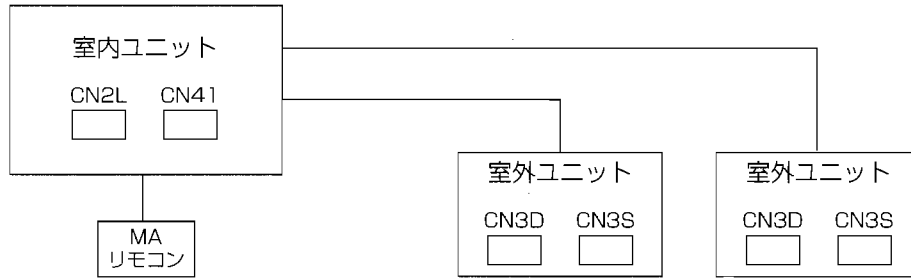 室内ユニット
CN2L CN41
MA
リモコン
室外ユニット
CN3D CN3S
室外ユニット
CN3D CN3S